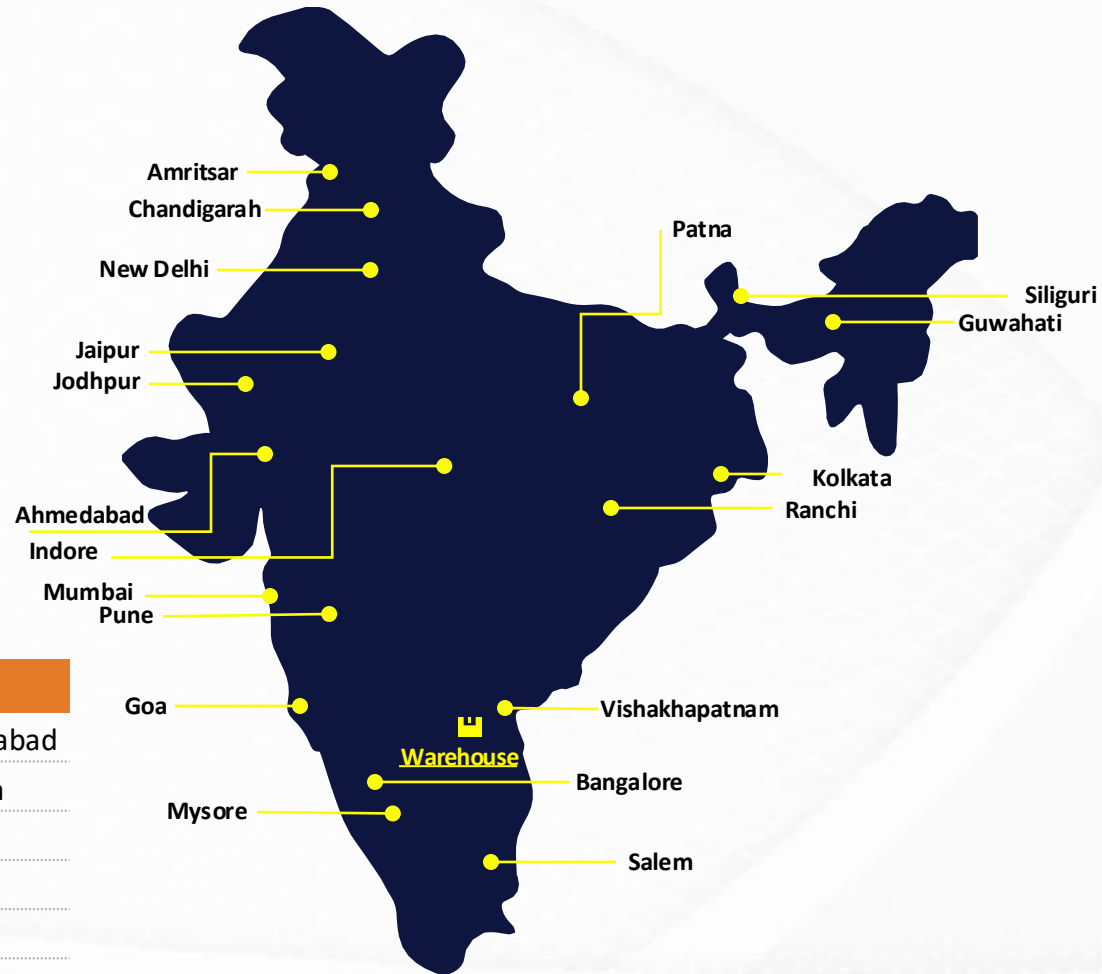 Amritsar
Chandigarah
New Delhi
Patna
Siliguri
Guwahati
Jaipur
Jodhpur
Kolkata
Ranchi
Ahmedabad
Indore
Mumbai
Pune
Goa
Vishakhapatnam
abad
Warehouse
Bangalore
Mysore
Salem